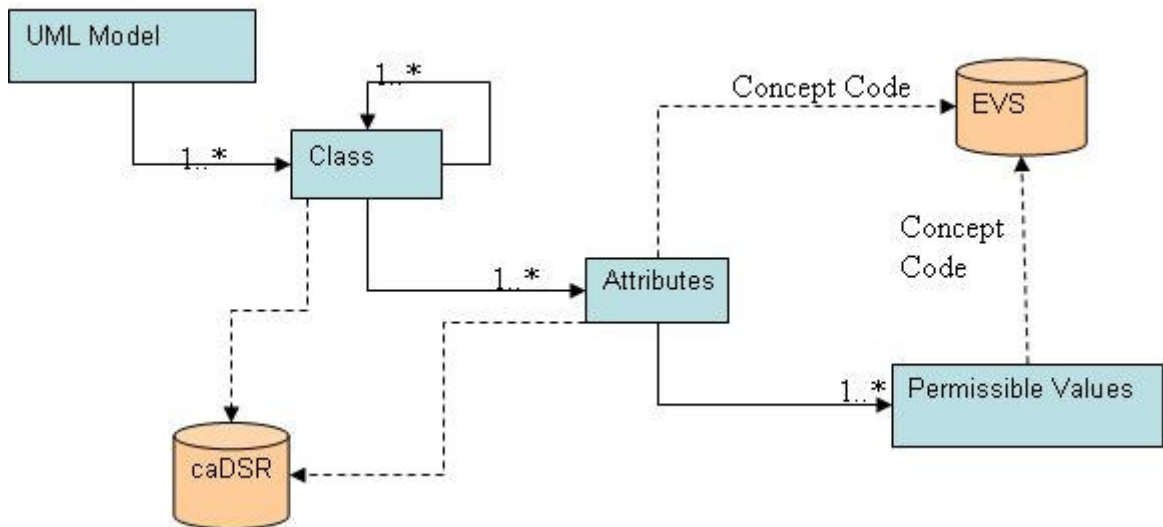 UML Model
1..*
Concept Code
EVS
1..*
Class
Concept
Code
1..*
Attributes
1..*
Permissible Values
caDSR